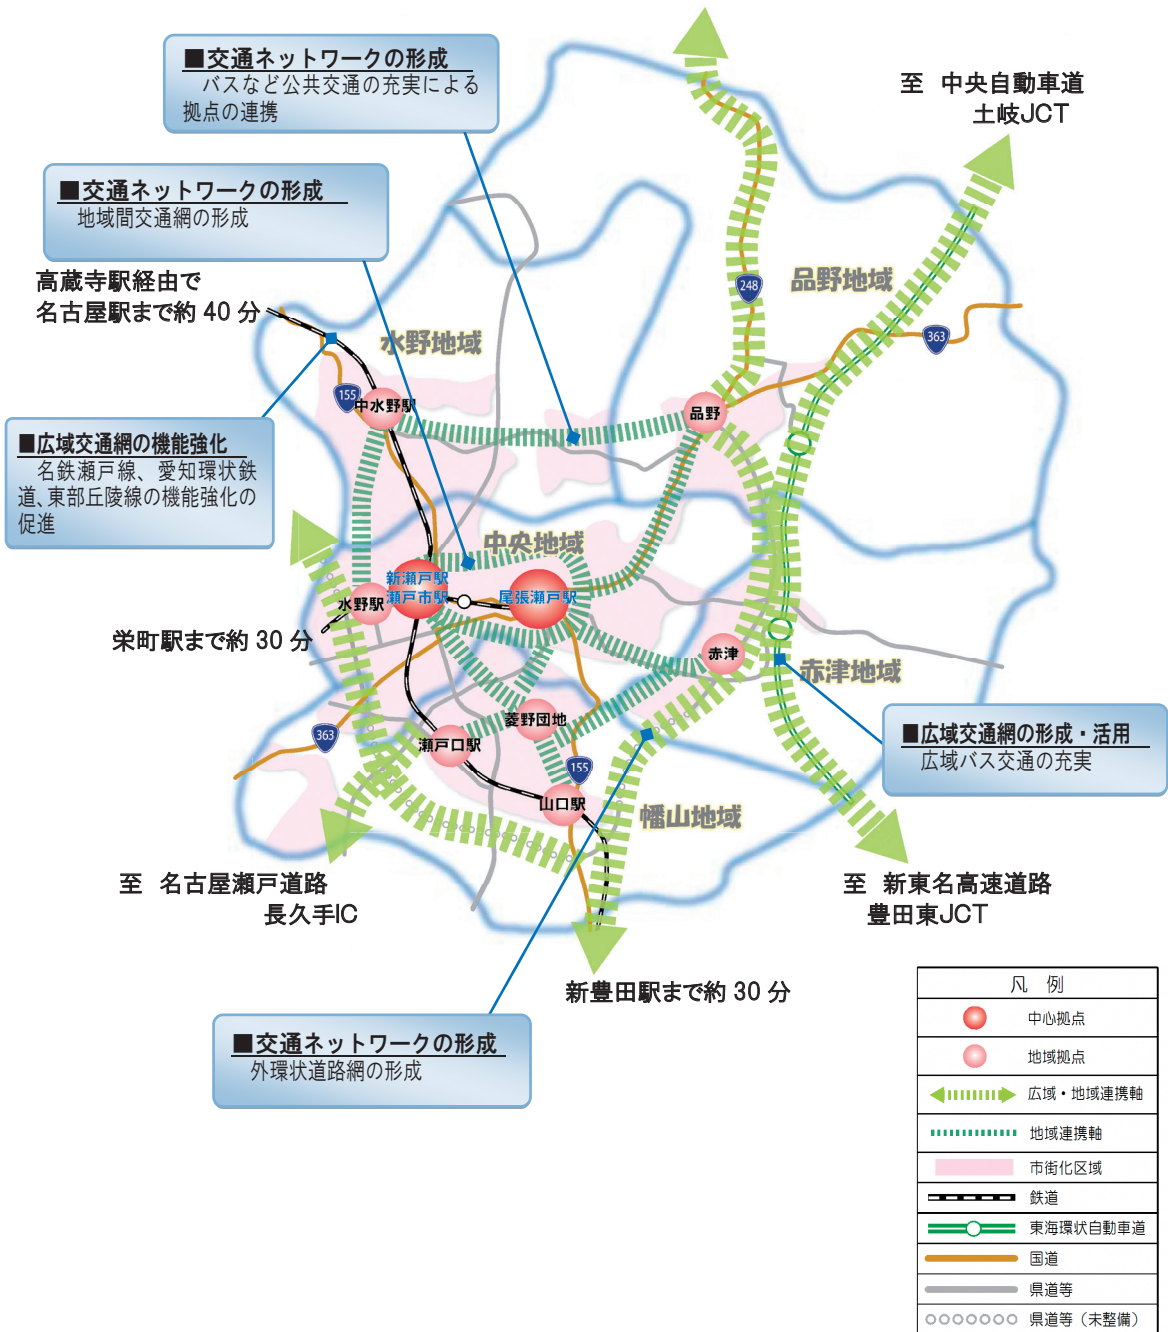 ■交通ネットワークの形成
バスなど公共交通の充実による
拠点の連携
至 中央自動車道
土岐JCT
■交通ネットワークの形成
地域間交通網の形成
高蔵寺駅経由で
名古屋駅まで約 40 分
248
品野地域
363
水野地域
155
中水野駅
品野
■広域交通網の機能強化
名鉄瀬戸線、愛知環状鉄
道、東部丘陵線の機能強化の
促進
中央地域
新瀬戸駅
瀬戸市駅
尾張瀬戸駅
水野駅
栄町駅まで約 30 分
赤津
赤津地域
菱野団地
363
瀬戸口駅
■広域交通網の形成・活用
広域バス交通の充実
155
山口駅
幡山地域
至 名古屋瀬戸道路
長久手IC
至 新東名高速道路
豊田東JCT
新豊田駅まで約 30 分
■交通ネットワークの形成
外環状道路網の形成
凡 例
中心拠点
地域拠点
広域・地域連携軸
地域連携軸
市街化区域
鉄道
東海環状自動車道
国道
県道等
県道等（未整備）